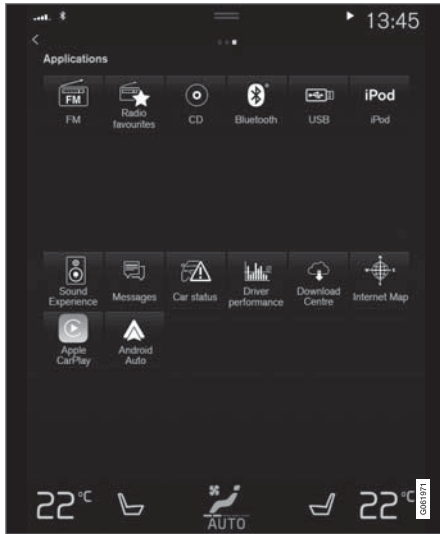 13:45
Applications
FM
FM
Radio
favourites
CD
Bluetooth
USB
iPod
iPod
Sound
Experience
Messages
Car status
Driver
performance
Download
Centre
Internet Map
Apple
CarPlay
Android
Auto
22°C
AUTO
22°C
G061971